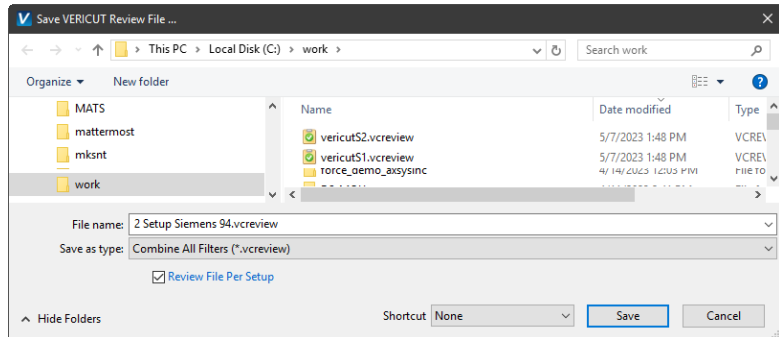 Save VERICUT Review File ...
This PC > Local Disk (C:) > work >
Search work
Organize
New folder
MATS
mattermost
mksnt
work
Name
Date modified
Type
vericutS2.vcreview
5/7/2023 1:48 PM
VCREV
vericutS1.vcreview
5/7/2023 1:48 PM
VCREV
force_demo_axsysinc
4/14/2023 12:03 PM
File fo
File name:
2 Setup Siemens 94.vcreview
Save as type:
Combine All Filters (*.vcreview)
Review File Per Setup
Hide Folders
Shortcut
None
Save
Cancel